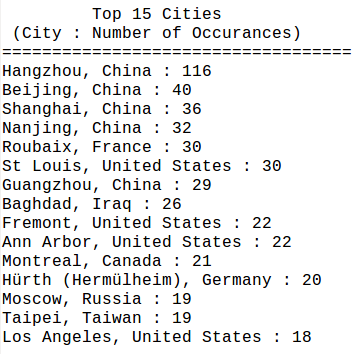 Top 15 Cities
(City : Number of Occurances)
===================================
Hangzhou, China : 116
Beijing, China : 40
Shanghai, China : 36
Nanjing, China : 32
Roubaix, France : 30
St Louis, United States : 30
Guangzhou, China : 29
Baghdad, Iraq : 26
Fremont, United States : 22
Ann Arbor, United States : 22
Montreal, Canada : 21
Hürth (Hermülheim), Germany : 20
Moscow, Russia : 19
Taipei, Taiwan : 19
Los Angeles, United States : 18